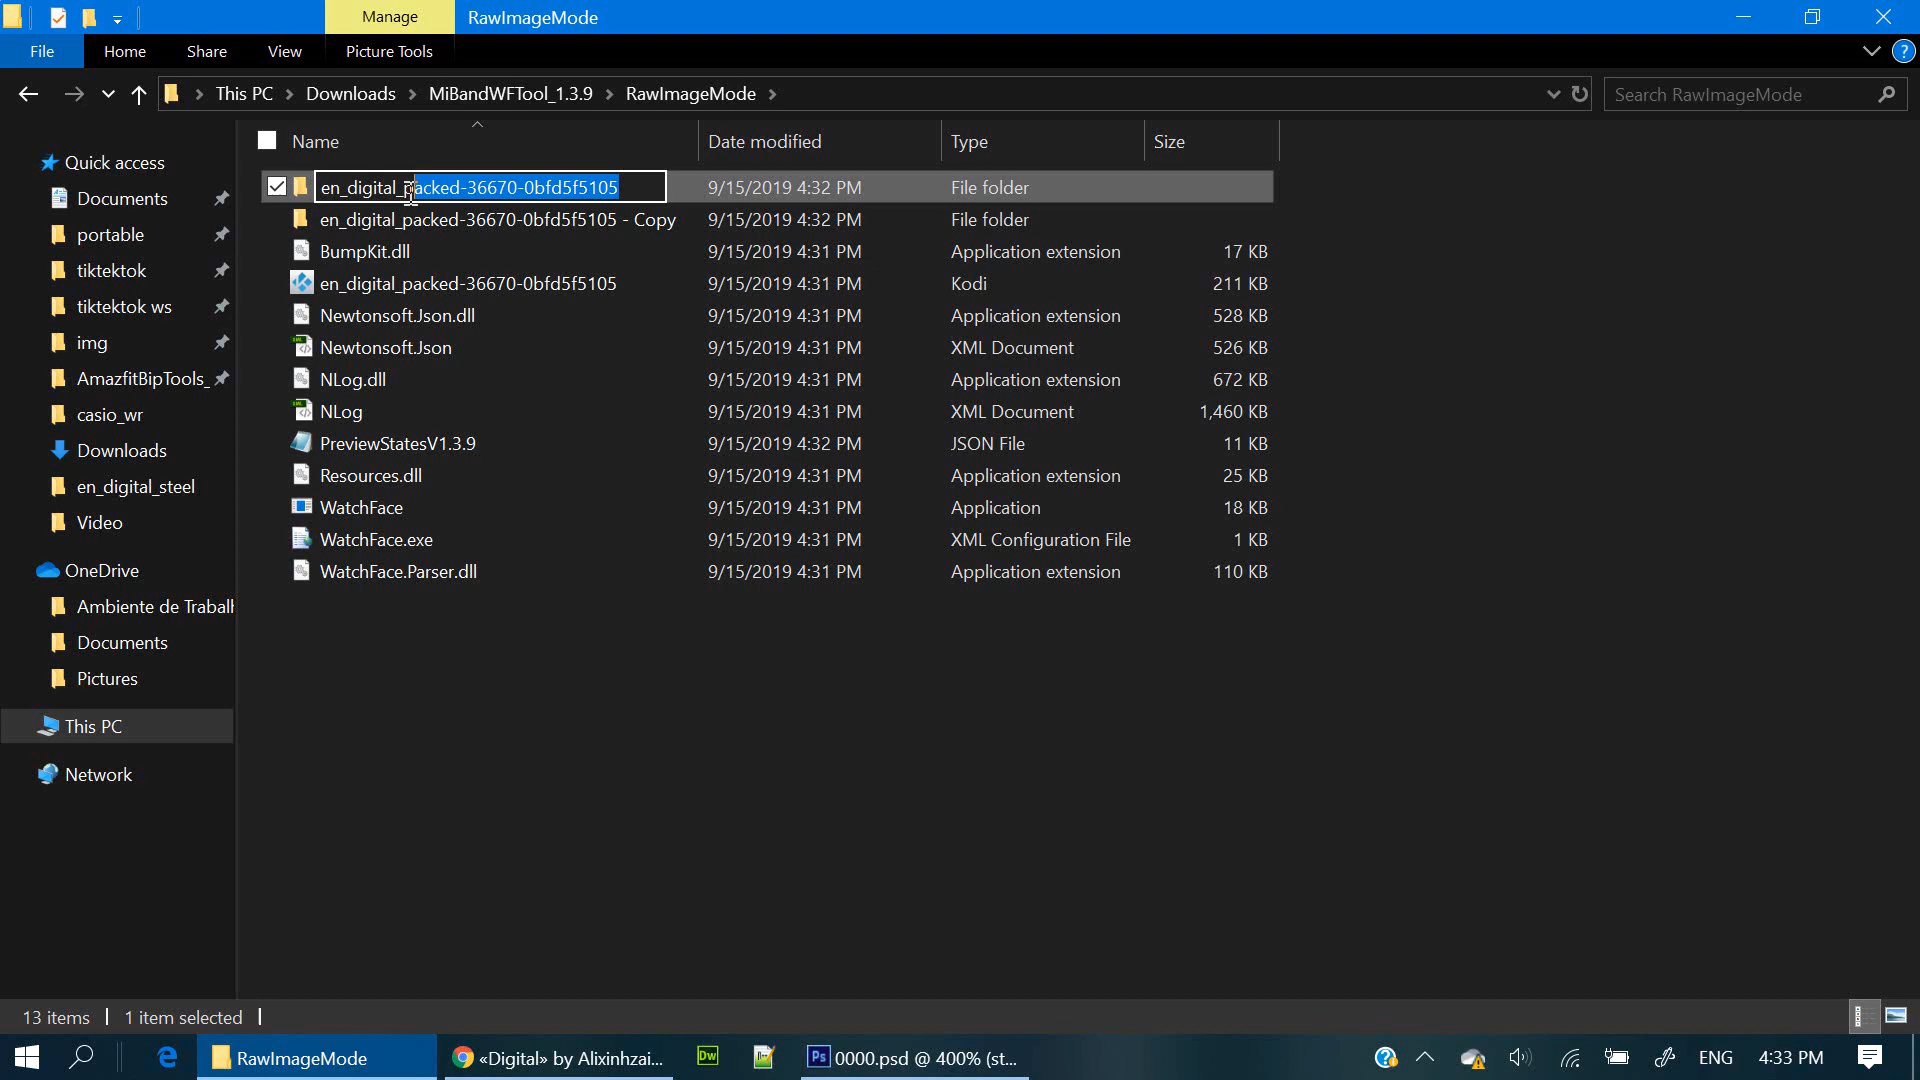 Manage
RawImageMode
File
Home
Share
View
Picture Tools
?
This PC
Downloads
MiBandWFTool_1.3.9
RawImageMode
Search RawImageMode
Name
Date modified
Type
Size
Quick access
Documents
portable
tiktektok
tiktektok ws
img
AmazfitBipTools_
casio_wr
Downloads
en_digital_steel
Video
OneDrive
Ambiente de Trabalh
Documents
Pictures
This PC
Network
en_digital_packed-36670-0bfd5f5105 9/15/2019 4:32 PM File folder
en_digital_packed-36670-0bfd5f5105 - Copy 9/15/2019 4:32 PM File folder
BumpKit.dll 9/15/2019 4:31 PM Application extension 17 KB
en_digital_packed-36670-0bfd5f5105 9/15/2019 4:31 PM Kodi 211 KB
Newtonsoft.Json.dll 9/15/2019 4:31 PM Application extension 528 KB
Newtonsoft.Json 9/15/2019 4:31 PM XML Document 526 KB
NLog.dll 9/15/2019 4:31 PM Application extension 672 KB
NLog 9/15/2019 4:31 PM XML Document 1,460 KB
PreviewStatesV1.3.9 9/15/2019 4:32 PM JSON File 11 KB
Resources.dll 9/15/2019 4:31 PM Application extension 25 KB
WatchFace 9/15/2019 4:31 PM Application 18 KB
WatchFace.exe 9/15/2019 4:31 PM XML Configuration File 1 KB
WatchFace.Parser.dll 9/15/2019 4:31 PM Application extension 110 KB
13 items
1 item selected
RawImageMode
«Digital» by Alixinhzai...
Dw
Ps
0000.psd @ 400% (st...
ENG
4:33 PM